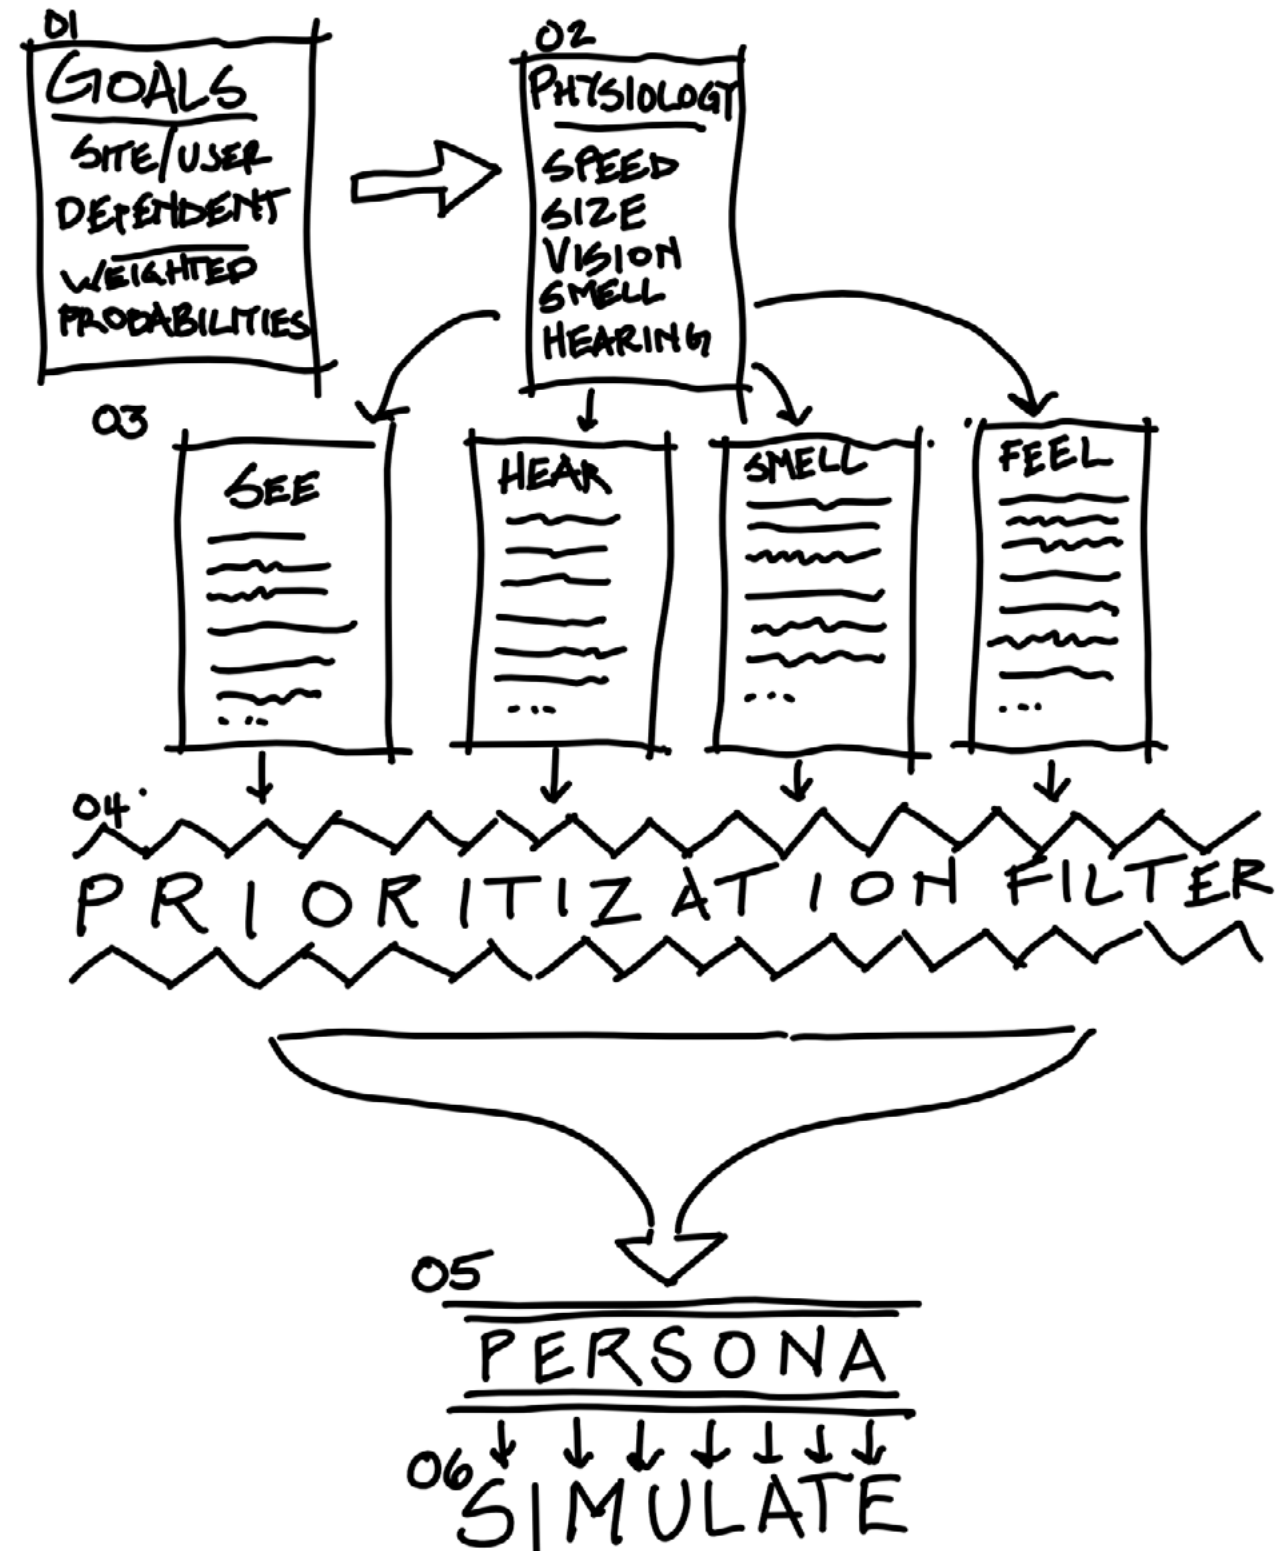 01
GOALS
SITE/USER
DEPENDENT
WEIGHTED
PROBABILITIES
02
PHYSIOLOGY
SPEED
SIZE
VISION
SMELL
HEARING
03
SEE
...
HEAR
...
SMELL
...
FEEL
...
04
PRIORITIZATION FILTER
05
PERSONA
06
SIMULATE